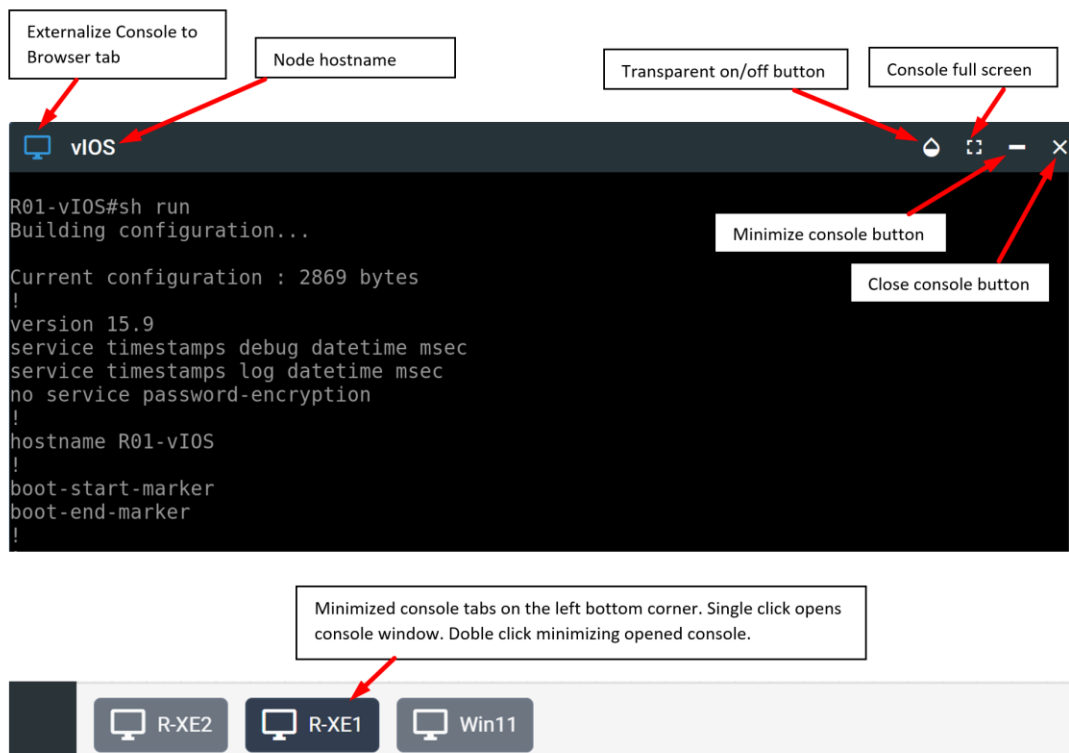 Externalize Console to
Browser tab
Node hostname
Transparent on/off button
Console full screen
vIOS
R01-vIOS#sh run
Building configuration...
Minimize console button
Current configuration : 2869 bytes
Close console button
!
version 15.9
service timestamps debug datetime msec
service timestamps log datetime msec
no service password-encryption
!
hostname R01-vIOS
!
boot-start-marker
boot-end-marker
!
Minimized console tabs on the left bottom corner. Single click opens
console window. Doble click minimizing opened console.
R-XE2
R-XE1
Win11